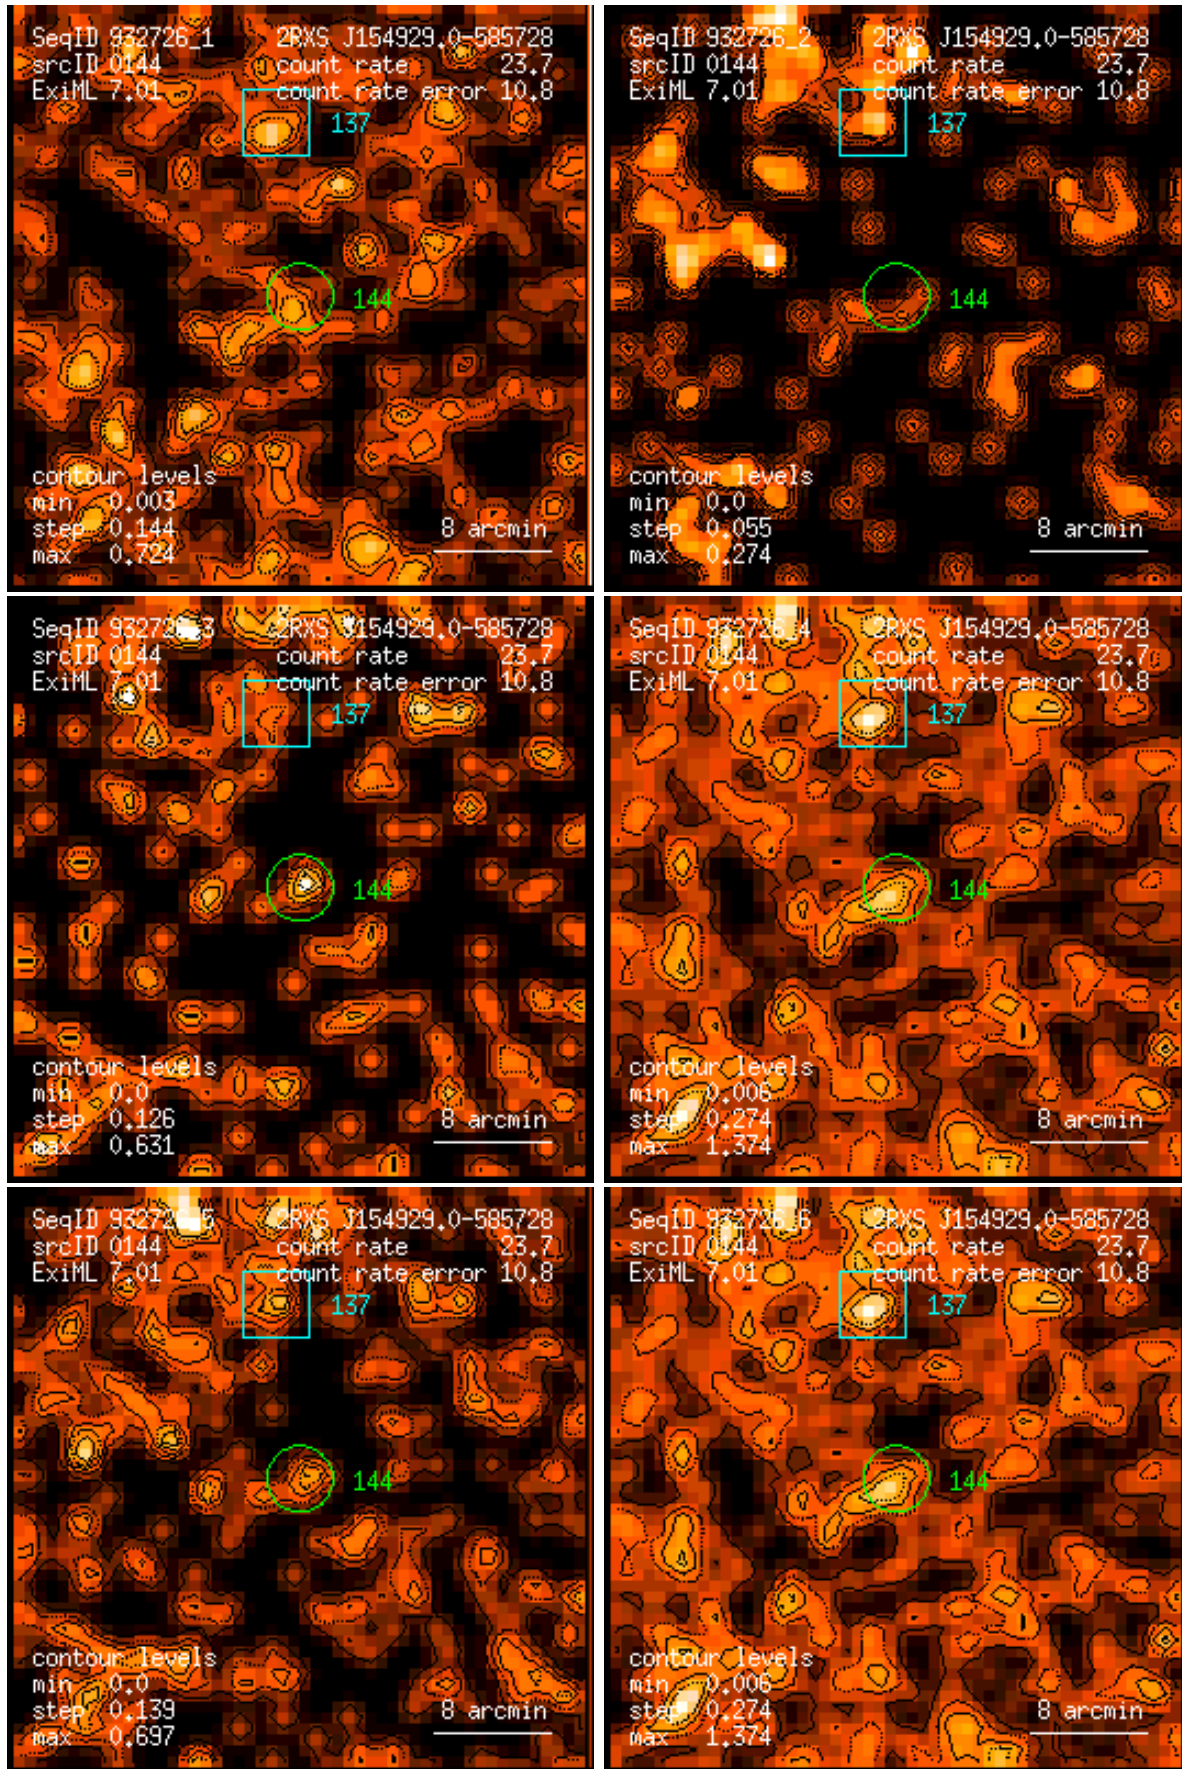 SeqID 932726_1 2RXS J154929.0-585728
srcID 0144 count rate 23.7
ExiML 7.01 count rate error 10.8
137
144
contour levels
min 0.003
step 0.144
max 0.724
8 arcmin
SeqID 932726_2 2RXS J154929.0-585728
srcID 0144 count rate 23.7
ExiML 7.01 count rate error 10.8
137
144
contour levels
min 0.0
step 0.055
max 0.274
8 arcmin
SeqID 932726_3 2RXS J154929.0-585728
srcID 0144 count rate 23.7
ExiML 7.01 count rate error 10.8
137
144
contour levels
min 0.0
step 0.126
max 0.631
8 arcmin
SeqID 932726_4 2RXS J154929.0-585728
srcID 0144 count rate 23.7
ExiML 7.01 count rate error 10.8
137
144
contour levels
min 0.006
step 0.274
max 1.374
8 arcmin
SeqID 932726_5 2RXS J154929.0-585728
srcID 0144 count rate 23.7
ExiML 7.01 count rate error 10.8
137
144
contour levels
min 0.0
step 0.139
max 0.697
8 arcmin
SeqID 932726_6 2RXS J154929.0-585728
srcID 0144 count rate 23.7
ExiML 7.01 count rate error 10.8
137
144
contour levels
min 0.006
step 0.274
max 1.374
8 arcmin